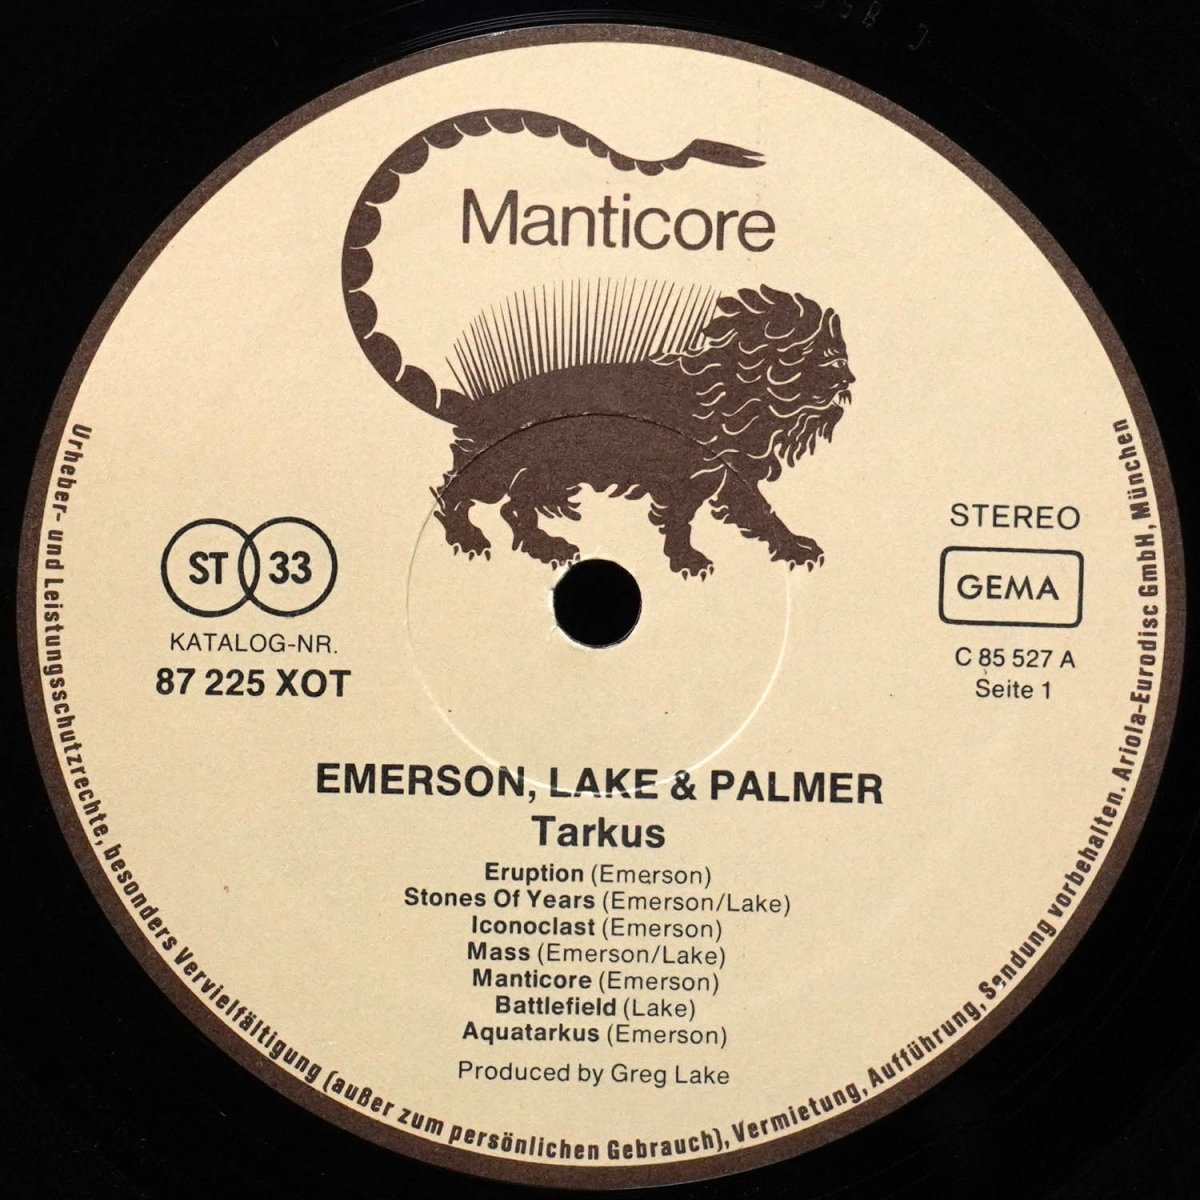 Manticore
ST 33
KATALOG-NR.
87 225 XOT
STEREO
GEMA
C 85 527 A
Seite 1
EMERSON, LAKE & PALMER
Tarkus
Eruption (Emerson)
Stones Of Years (Emerson/Lake)
Iconoclast (Emerson)
Mass (Emerson/Lake)
Manticore (Emerson)
Battlefield (Lake)
Aquatarkus (Emerson)
Produced by Greg Lake
Urheber- und Leistungsschutzrechte, besonders Vervielfältigung (außer zum persönlichen Gebrauch), Vermietung, Aufführung, Sendung vorbehalten. Ariola-Eurodisc GmbH, München